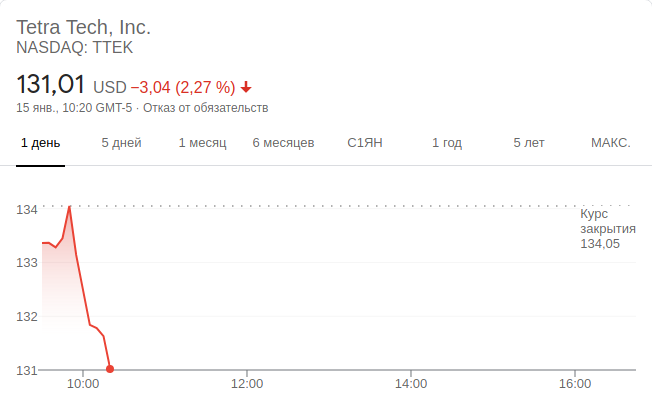 Tetra Tech, Inc.
NASDAQ: TTEK
131,01 USD −3,04 (2,27 %)
15 янв., 10:20 GMT-5 · Отказ от обязательств
1 день 5 дней 1 месяц 6 месяцев С1ЯН 1 год 5 лет МАКС.
134
Курс
закрытия
134,05
133
132
131
10:00 12:00 14:00 16:00